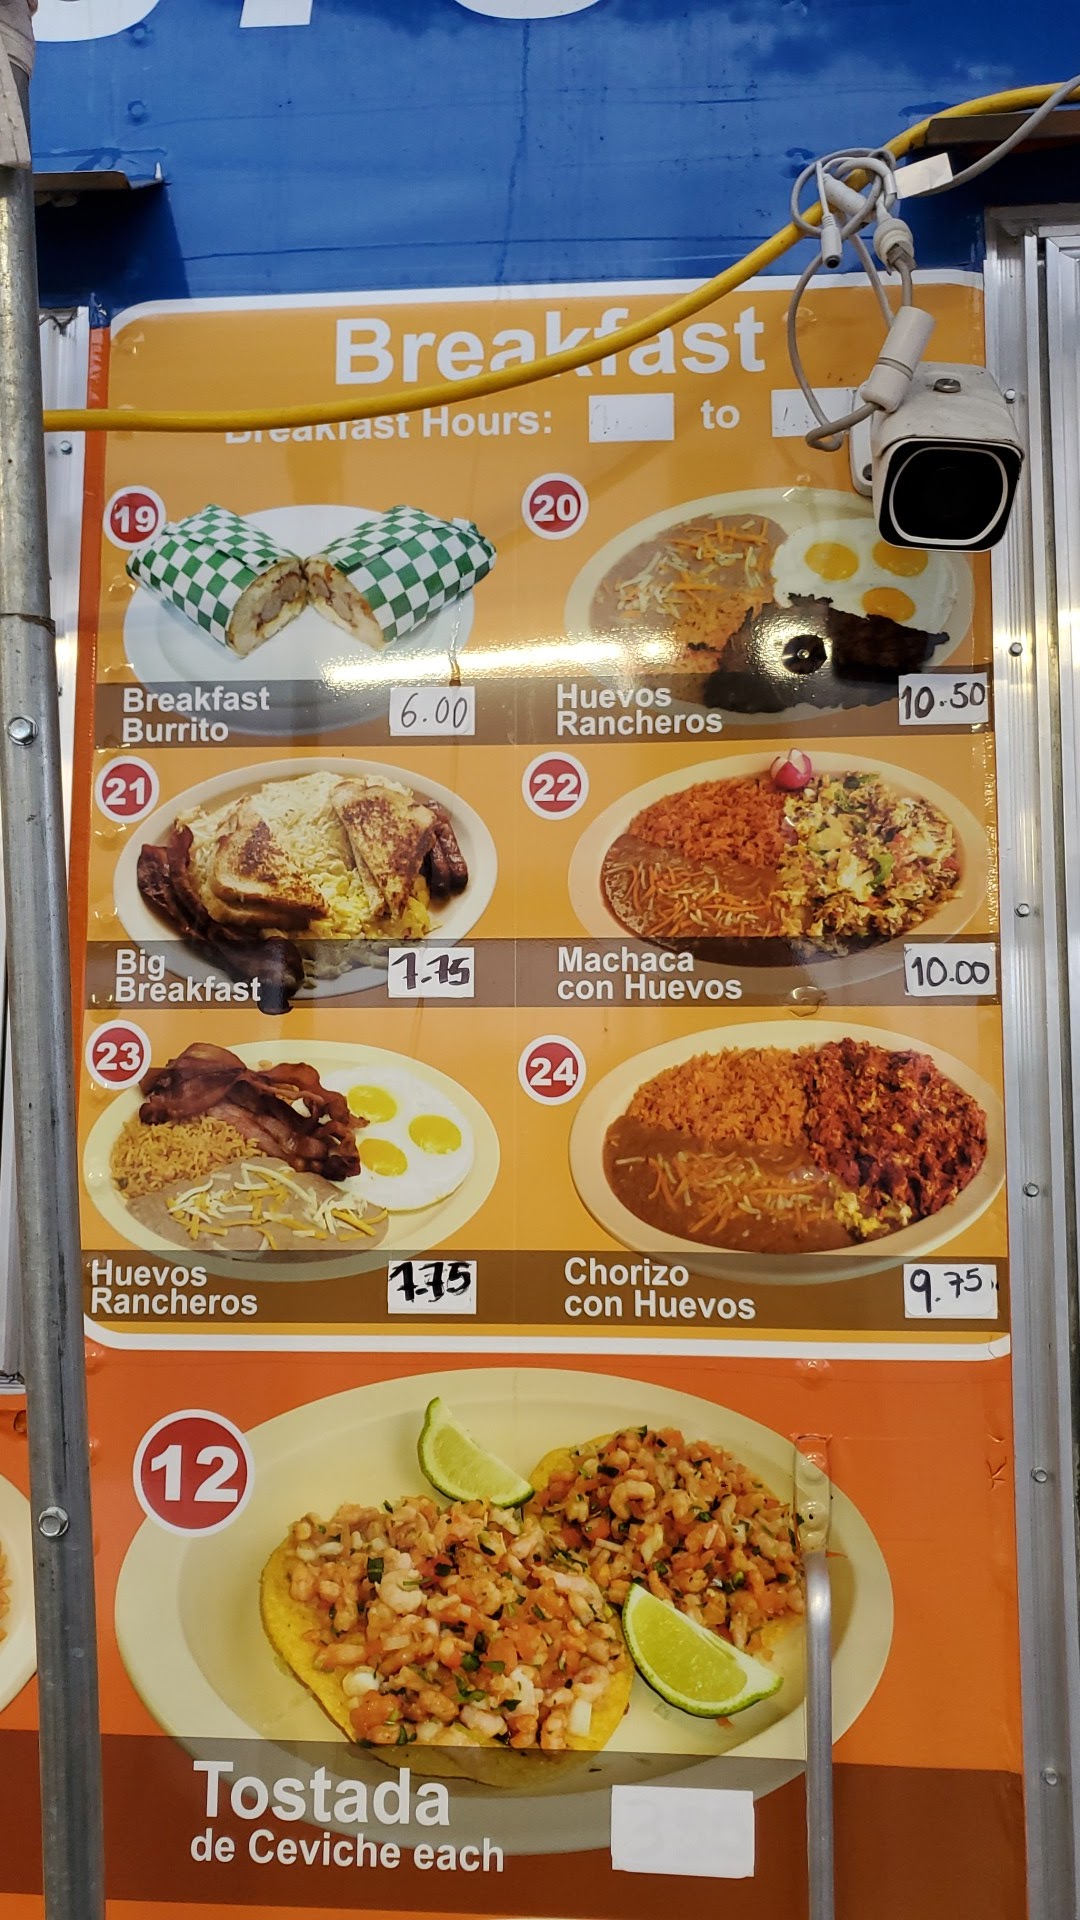 Breakfast
Breakfast Hours: to
19
Breakfast
Burrito
6.00
20
Huevos
Rancheros
10.50
21
Big
Breakfast
7.75
22
Machaca
con Huevos
10.00
23
Huevos
Rancheros
7.75
24
Chorizo
con Huevos
9.75
12
Tostada
de Ceviche each